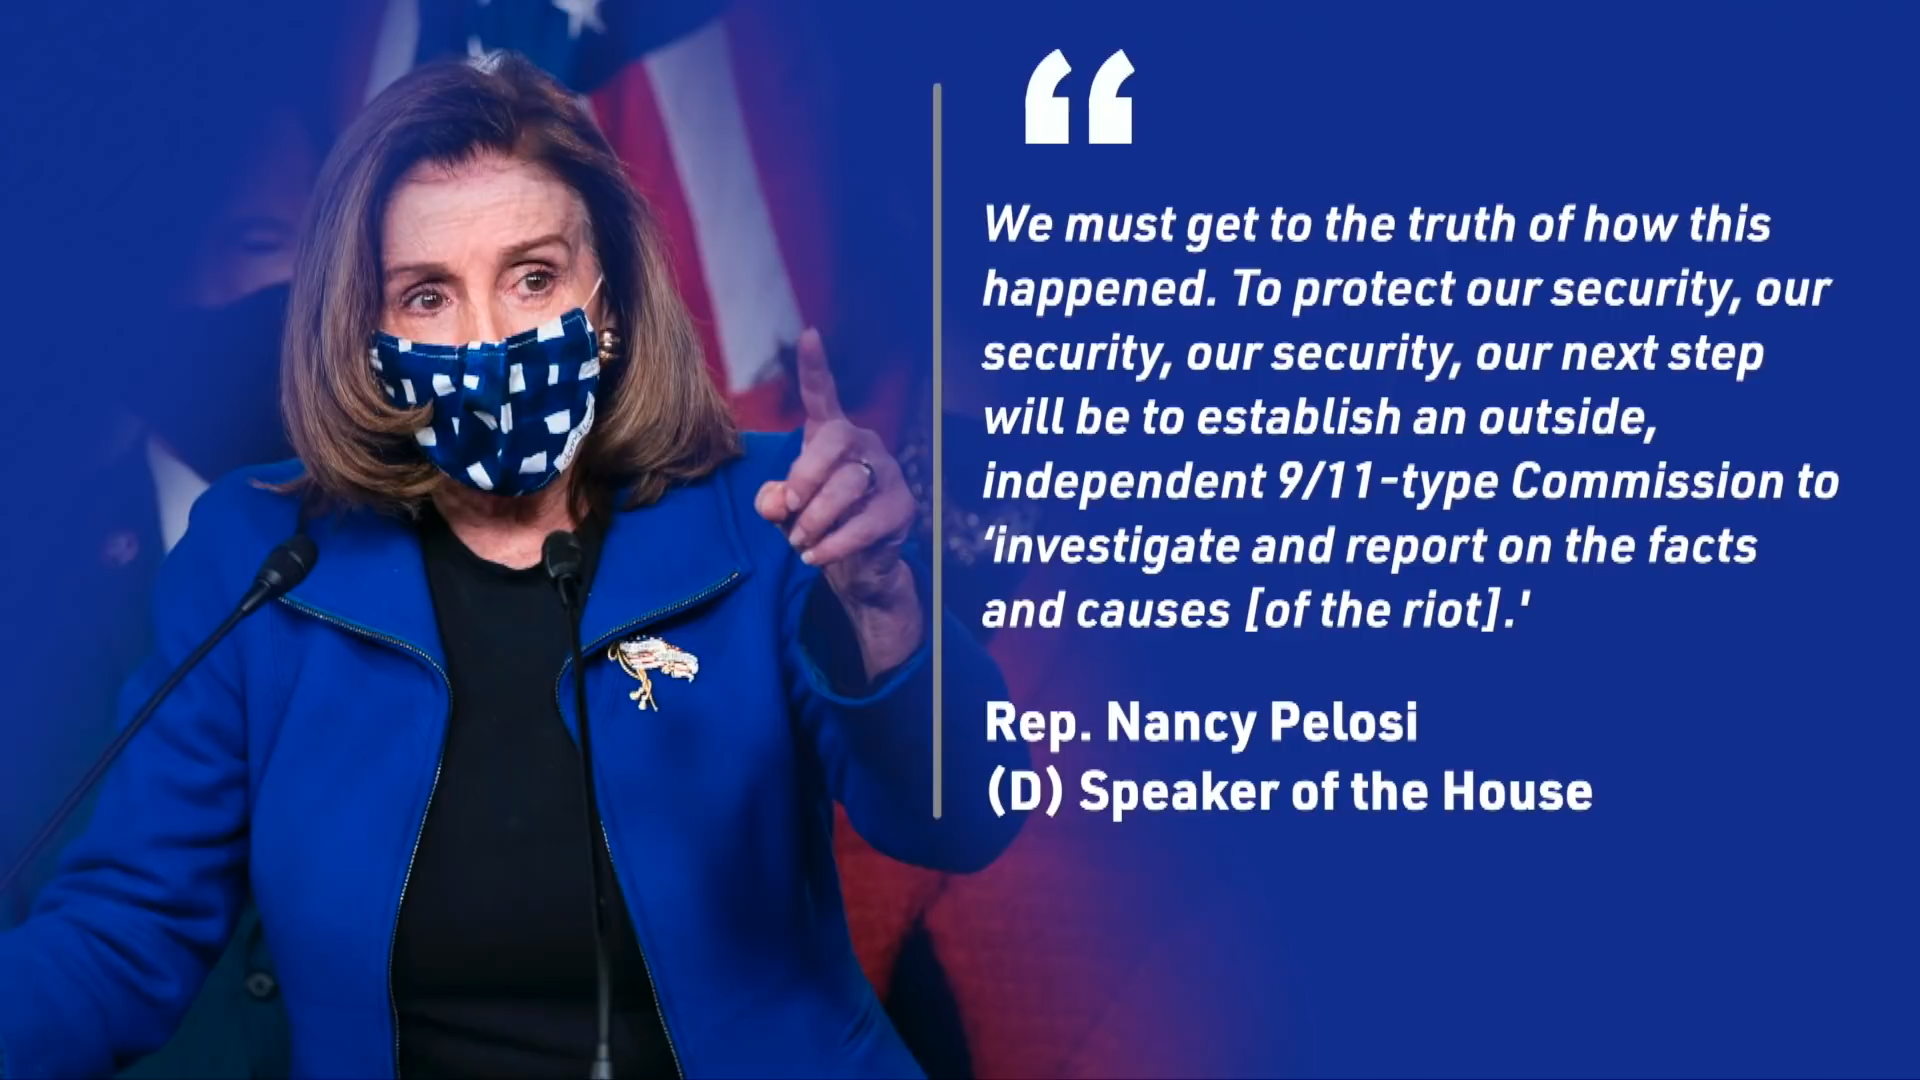 “
We must get to the truth of how this
happened. To protect our security, our
security, our security, our next step
will be to establish an outside,
independent 9/11-type Commission to
‘investigate and report on the facts
and causes [of the riot].'
Rep. Nancy Pelosi
(D) Speaker of the House